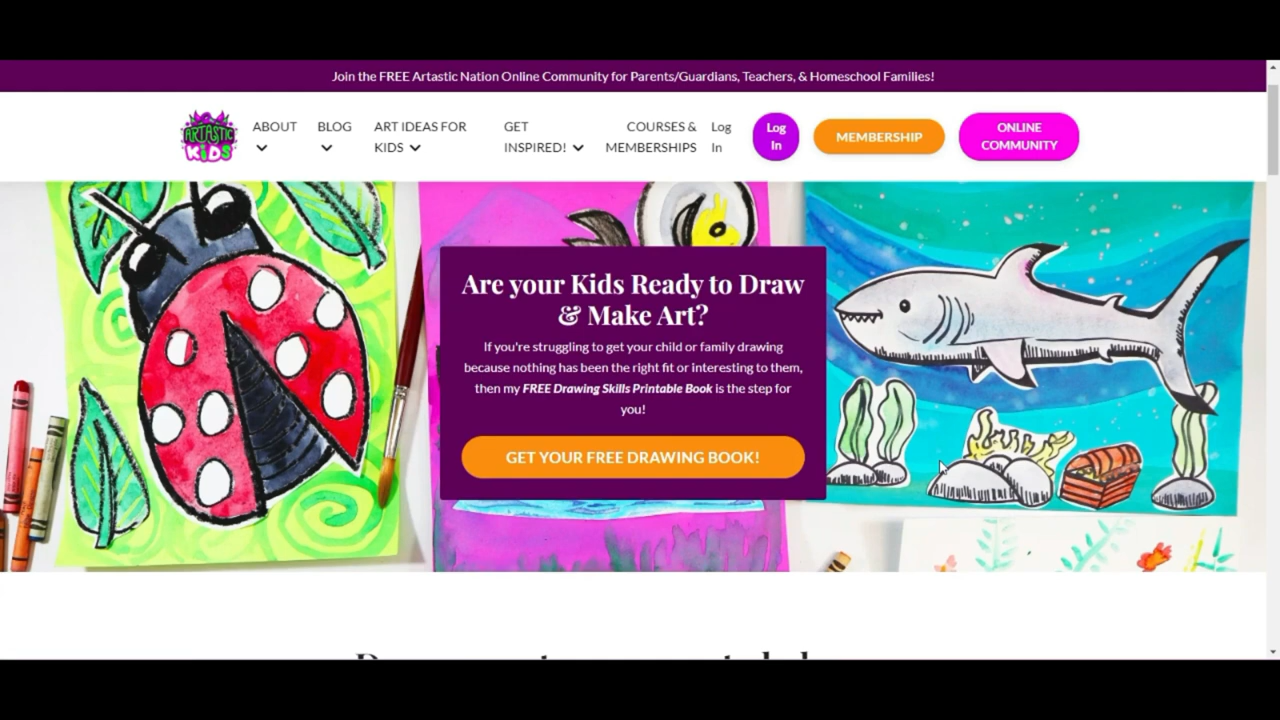 Join the FREE Artastic Nation Online Community for Parents/Guardians, Teachers, & Homeschool Families!
ARTASTIC
KiDS
ABOUT
BLOG
ART IDEAS FOR
KIDS
GET
INSPIRED!
COURSES &
MEMBERSHIPS
Log
In
Log
In
MEMBERSHIP
ONLINE
COMMUNITY
Are your Kids Ready to Draw
& Make Art?
If you're struggling to get your child or family drawing
because nothing has been the right fit or interesting to them,
then my FREE Drawing Skills Printable Book is the step for
you!
GET YOUR FREE DRAWING BOOK!